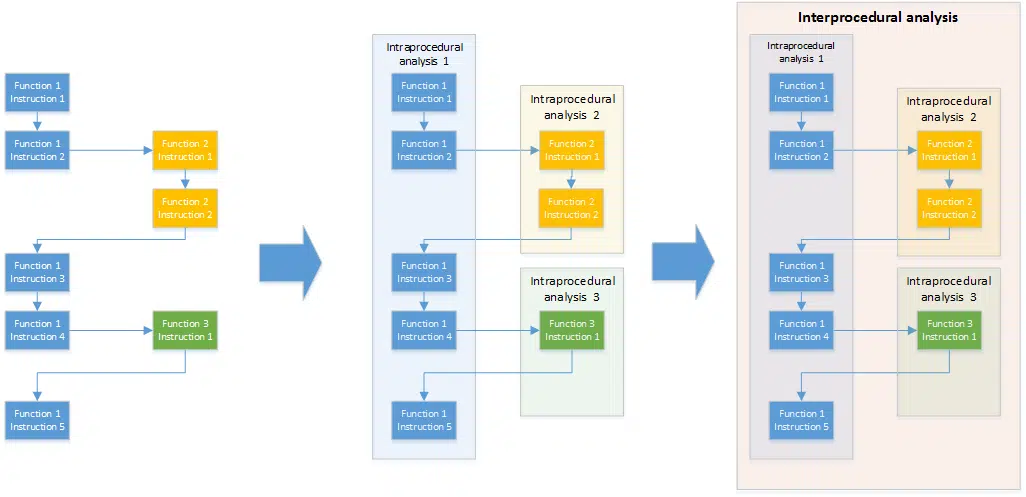 Function 1
Instruction 1
Function 1
Instruction 2
Function 2
Instruction 1
Function 2
Instruction 2
Function 1
Instruction 3
Function 1
Instruction 4
Function 3
Instruction 1
Function 1
Instruction 5
Intraprocedural
analysis 1
Function 1
Instruction 1
Function 1
Instruction 2
Intraprocedural
analysis 2
Function 2
Instruction 1
Function 2
Instruction 2
Function 1
Instruction 3
Function 1
Instruction 4
Intraprocedural
analysis 3
Function 3
Instruction 1
Function 1
Instruction 5
Interprocedural analysis
Intraprocedural
analysis 1
Function 1
Instruction 1
Function 1
Instruction 2
Intraprocedural
analysis 2
Function 2
Instruction 1
Function 2
Instruction 2
Function 1
Instruction 3
Function 1
Instruction 4
Intraprocedural
analysis 3
Function 3
Instruction 1
Function 1
Instruction 5